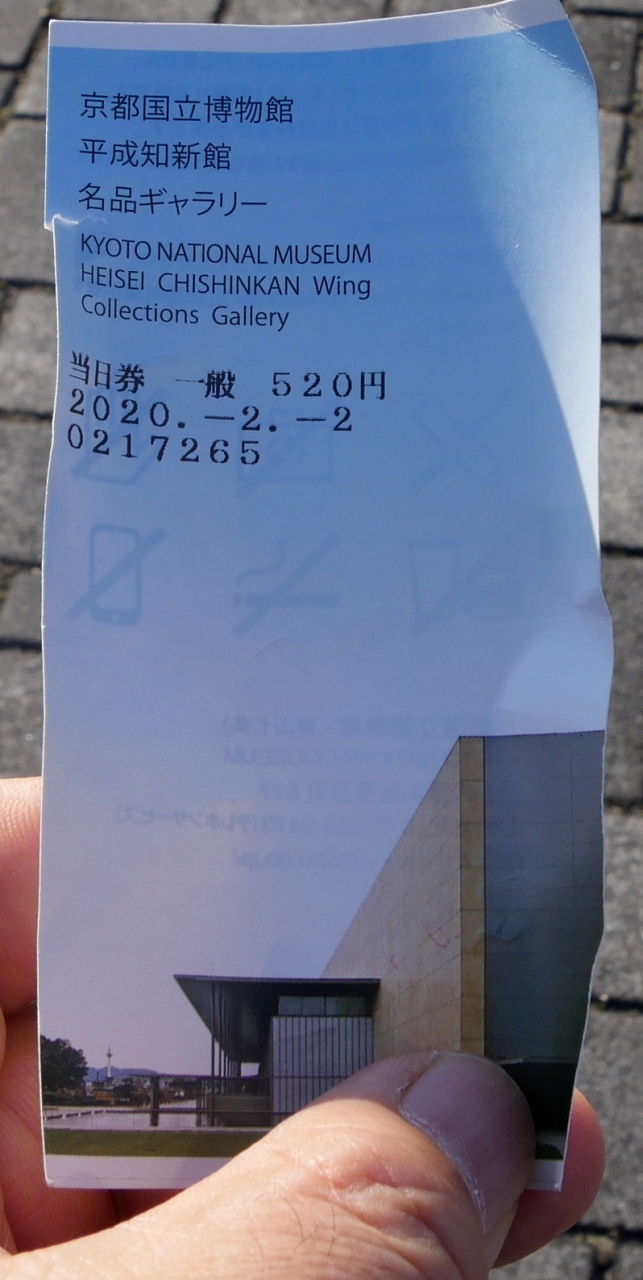 京都国立博物館
平成知新館
名品ギャラリー
KYOTO NATIONAL MUSEUM
HEISEI CHISHINKAN Wing
Collections Gallery
当日券 一般 520円
2020.-2.-2
0217265